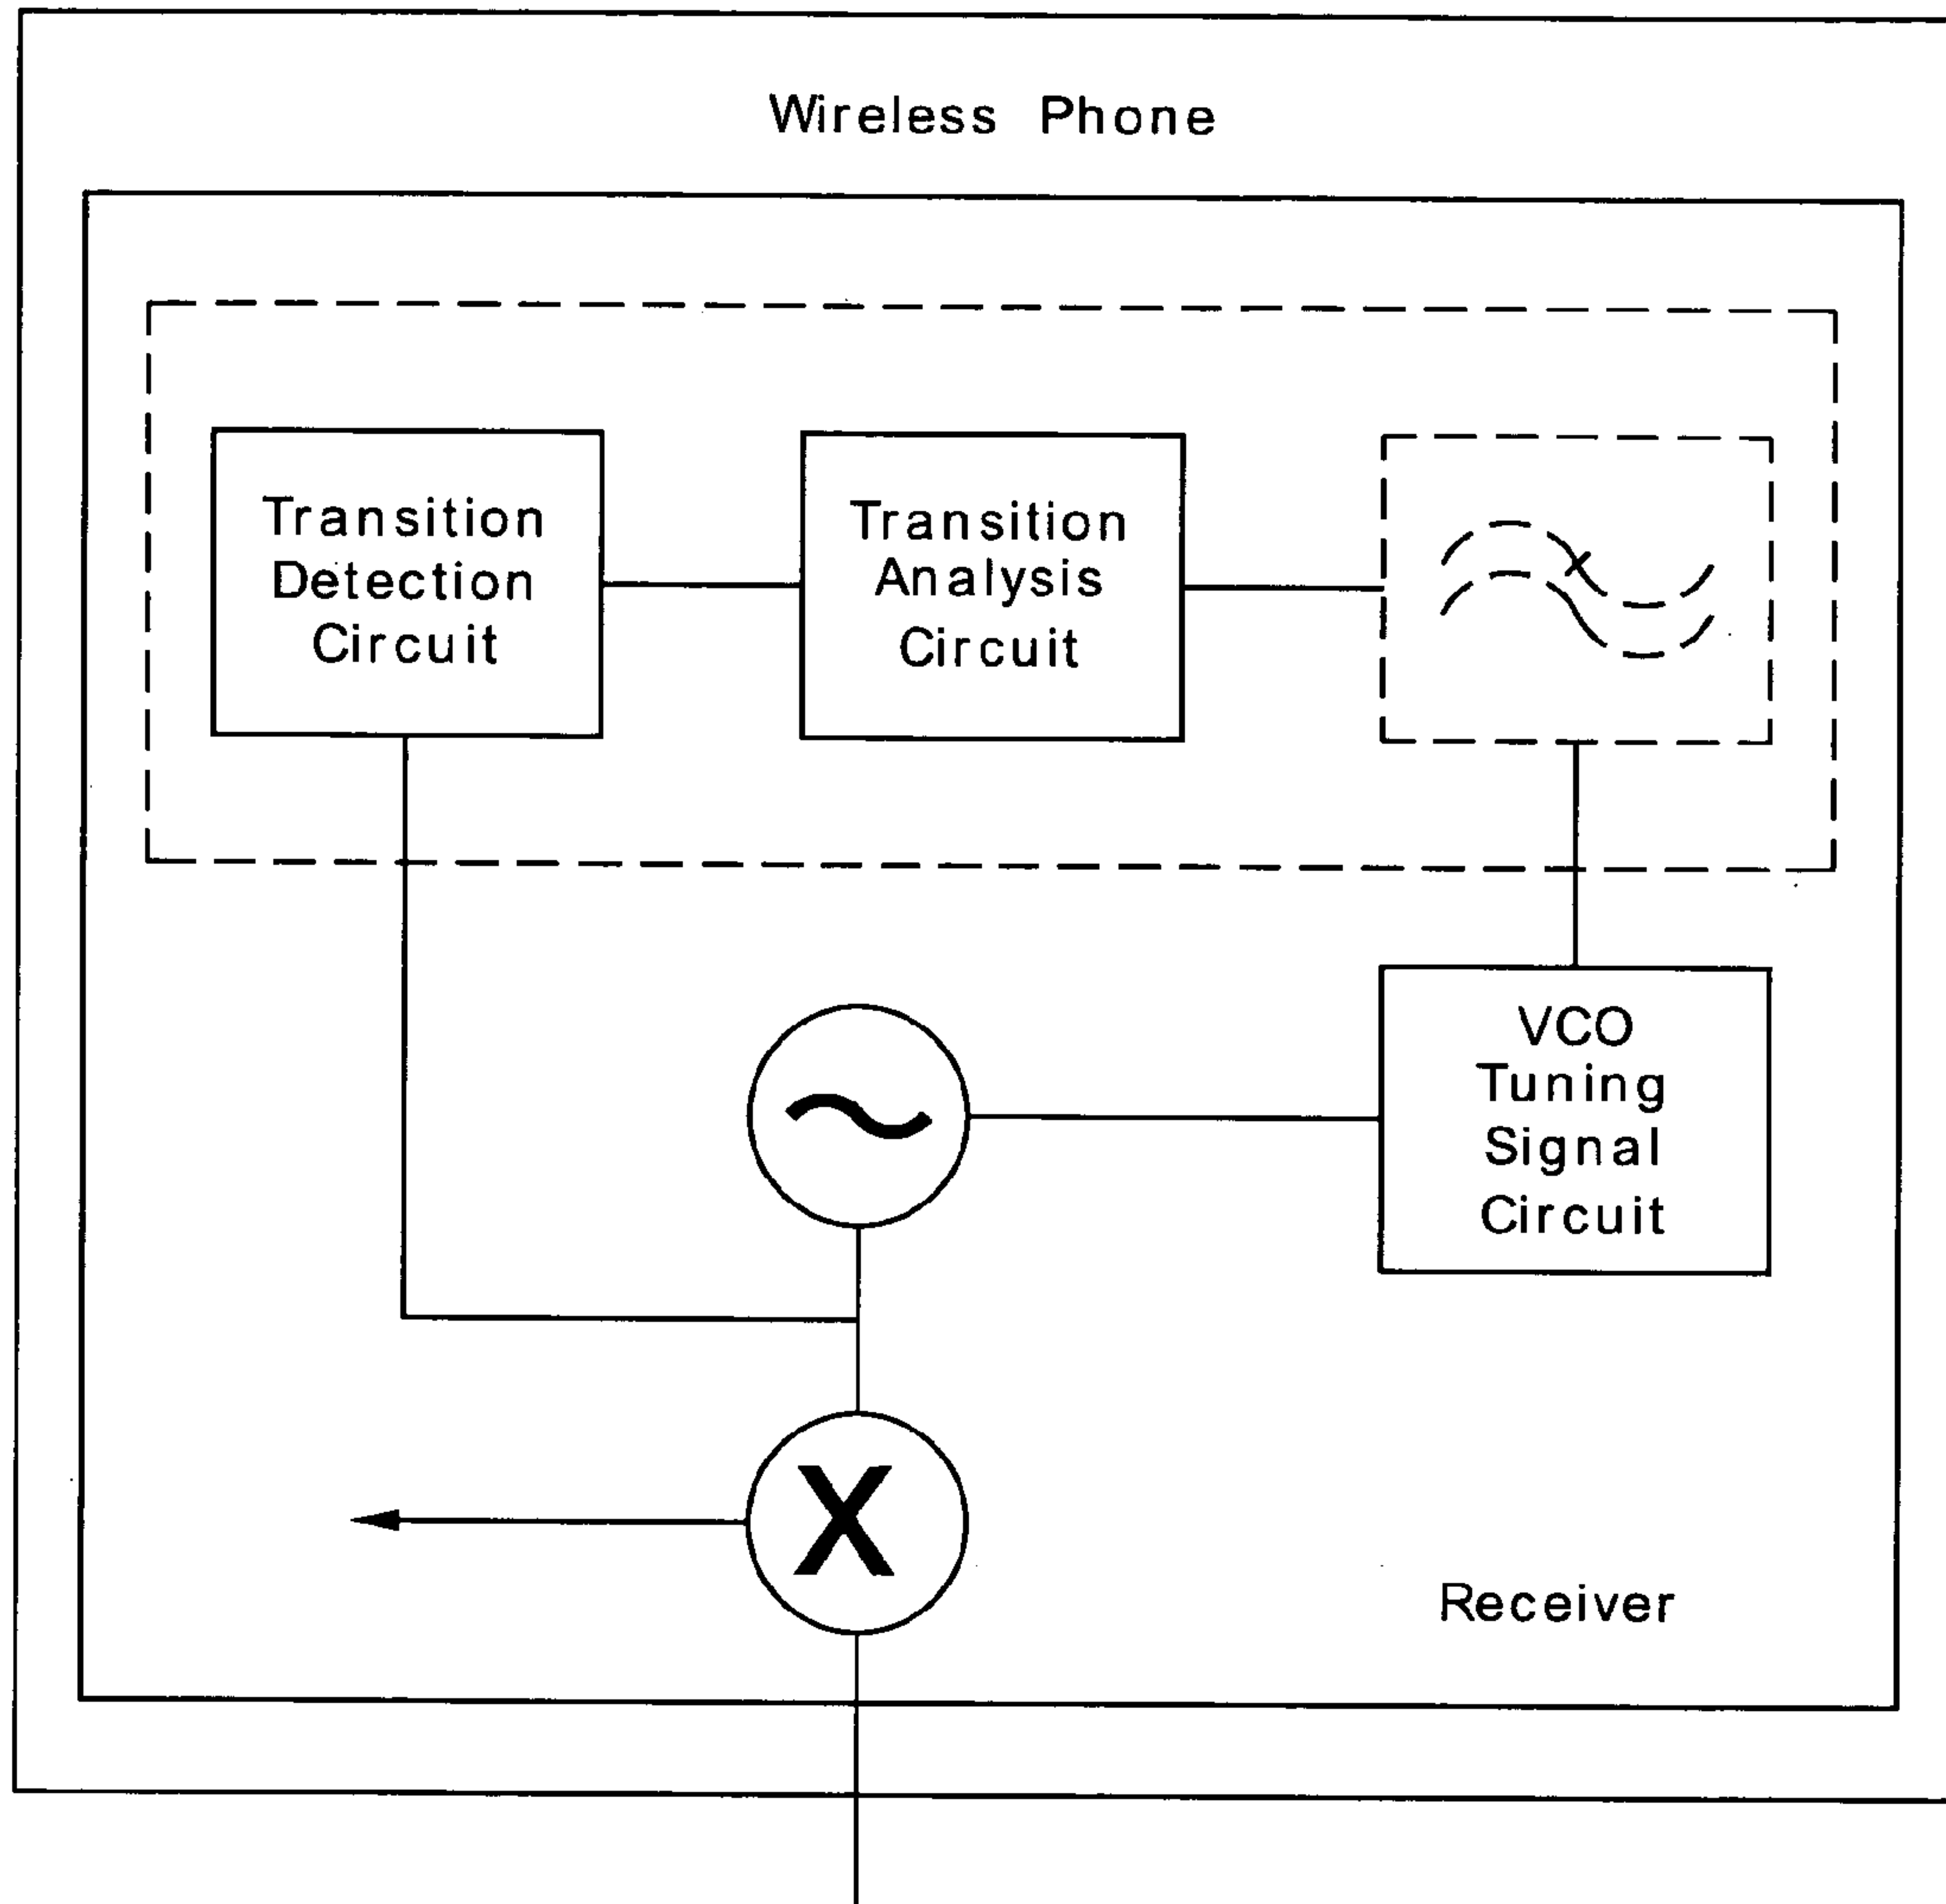 Wireless Phone
Transition
Detection
Circuit
Transition
Analysis
Circuit
VCO
Tuning
Signal
Circuit
X
Receiver